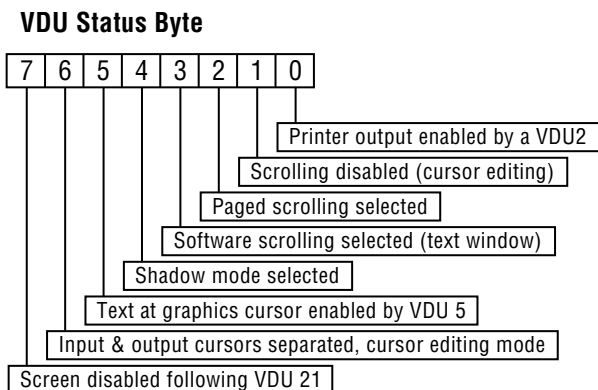 VDU Status Byte
7 6 5 4 3 2 1 0
Printer output enabled by a VDU2
Scrolling disabled (cursor editing)
Paged scrolling selected
Software scrolling selected (text window)
Shadow mode selected
Text at graphics cursor enabled by VDU 5
Input & output cursors separated, cursor editing mode
Screen disabled following VDU 21